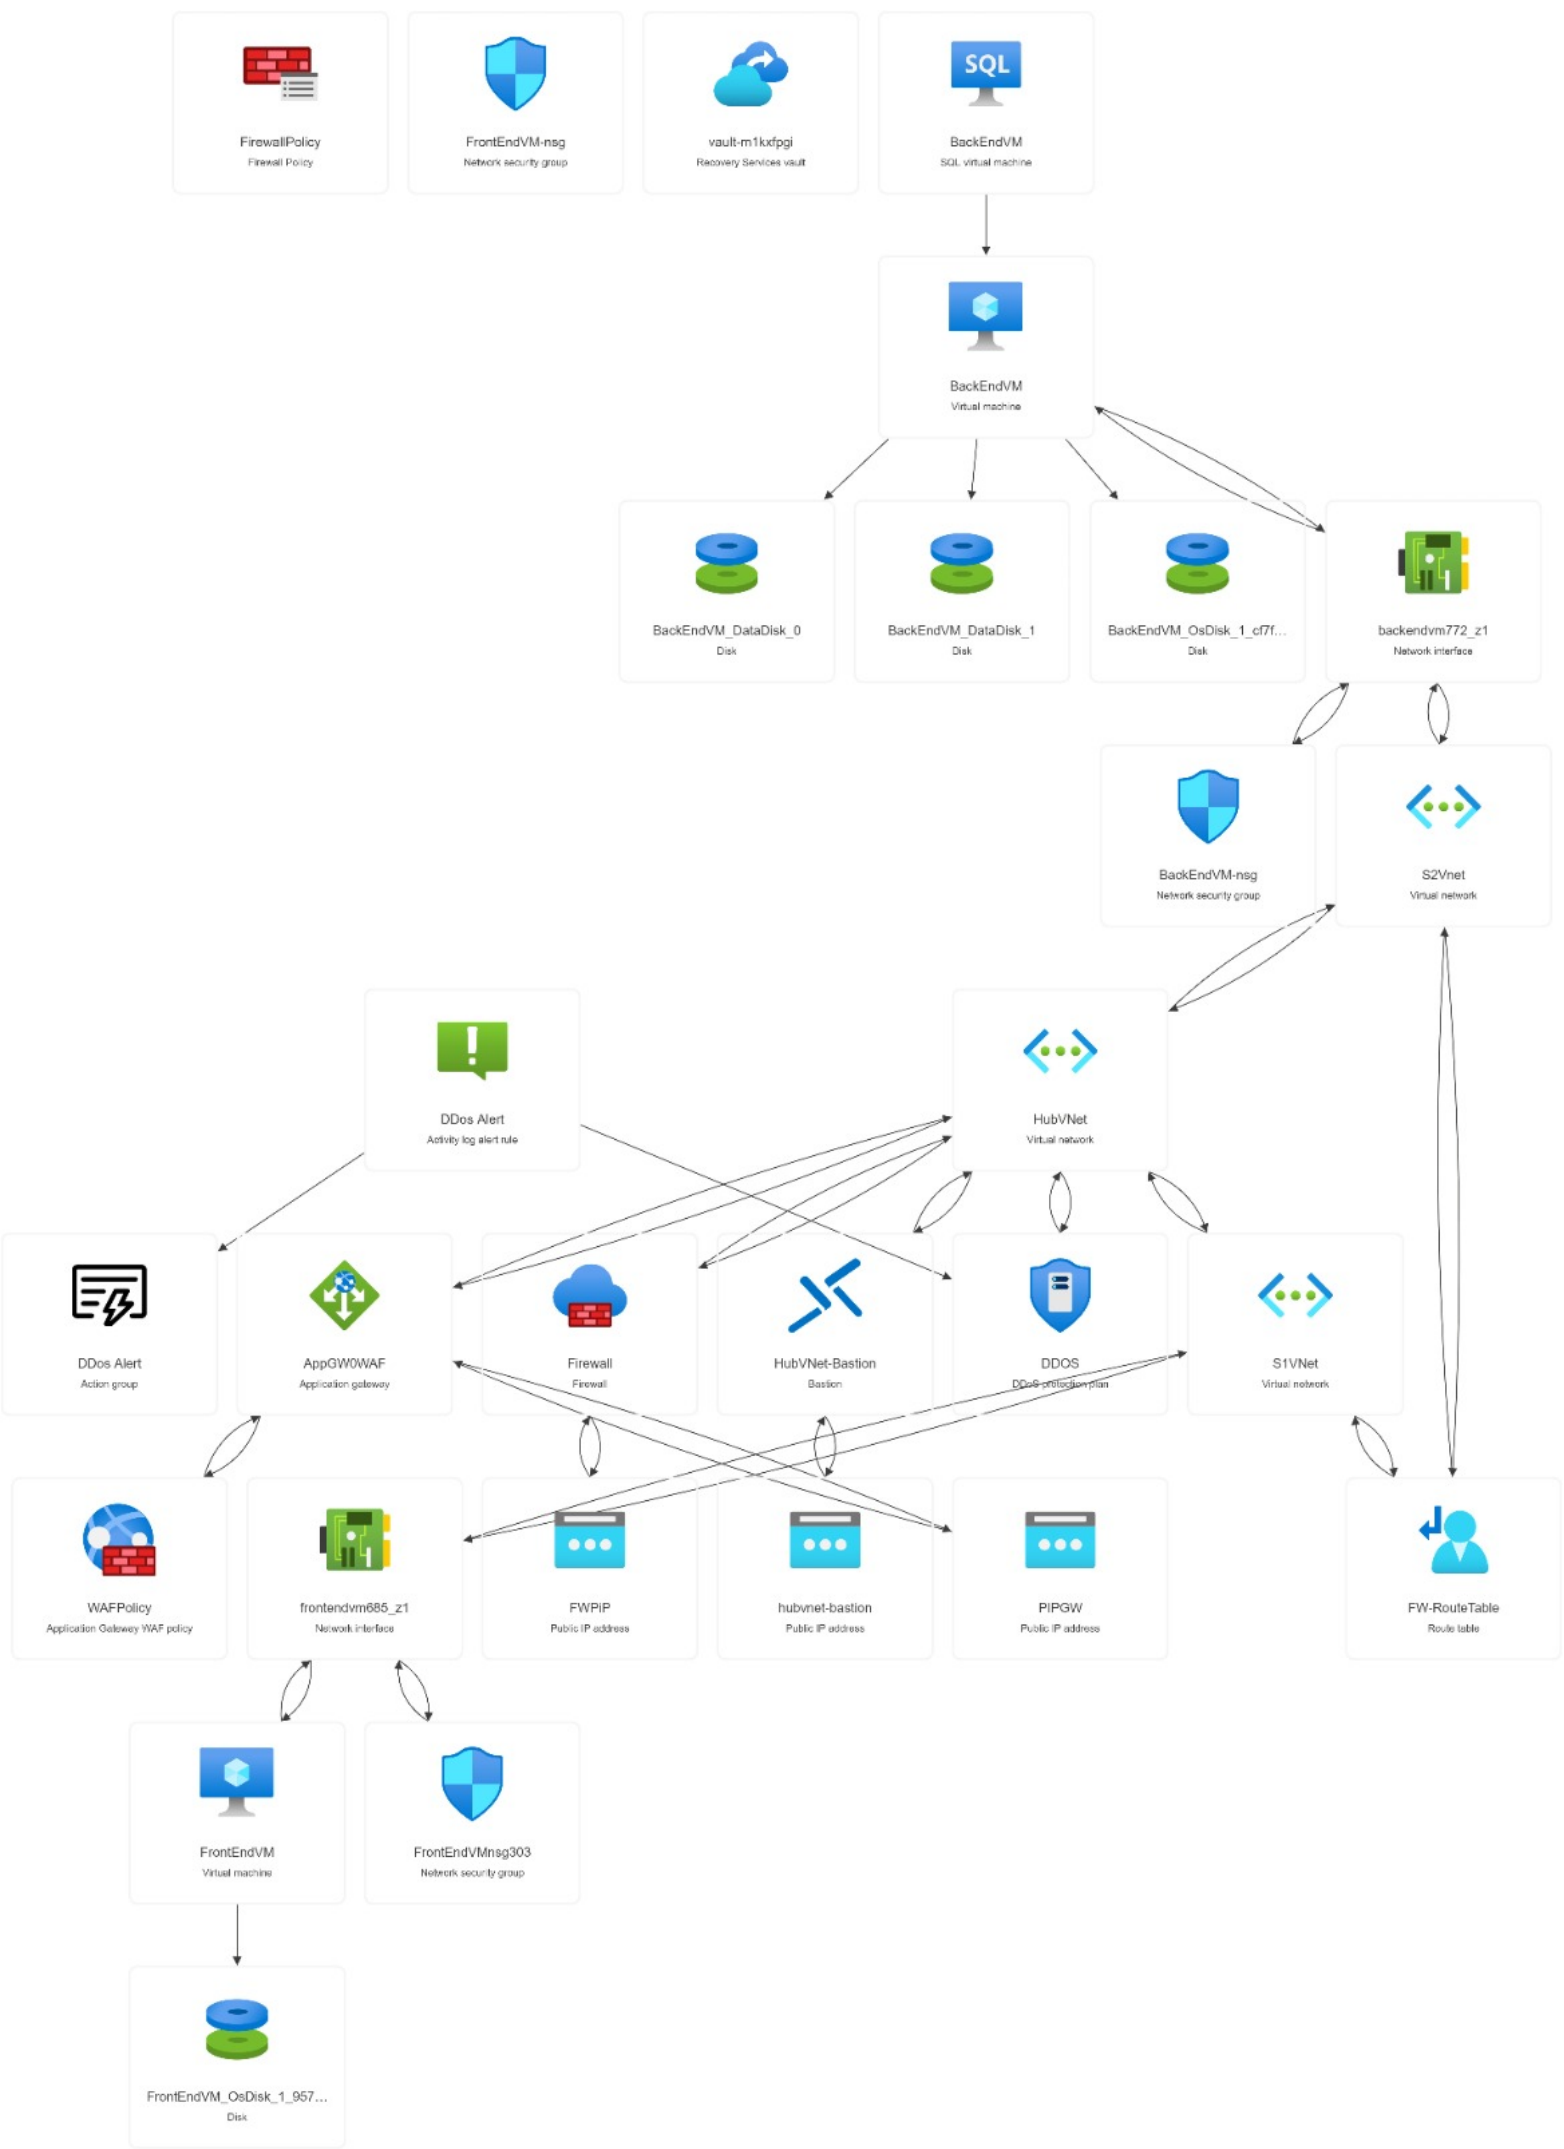 FirewallPolicy
Firewall Policy
FrontEndVM-nsg
Network security group
vault-m1kxfpgi
Recovery Services vault
SQL
BackEndVM
SQL virtual machine
BackEndVM
Virtual machine
BackEndVM_DataDisk_0
Disk
BackEndVM_DataDisk_1
Disk
BackEndVM_OsDisk_1_cf7f...
Disk
backendvm772_z1
Network interface
BackEndVM-nsg
Network security group
S2Vnet
Virtual network
DDos Alert
Activity log alert rule
HubVNet
Virtual network
DDos Alert
Action group
AppGW0WAF
Application gateway
Firewall
Firewall
HubVNet-Bastion
Bastion
DDOS
DDoS protection plan
S1VNet
Virtual network
WAFPolicy
Application Gateway WAF policy
frontendvm685_z1
Network interface
FWPiP
Public IP address
hubvnet-bastion
Public IP address
PIPGW
Public IP address
FW-RouteTable
Route table
FrontEndVM
Virtual machine
FrontEndVMnsg303
Network security group
FrontEndVM_OsDisk_1_957...
Disk